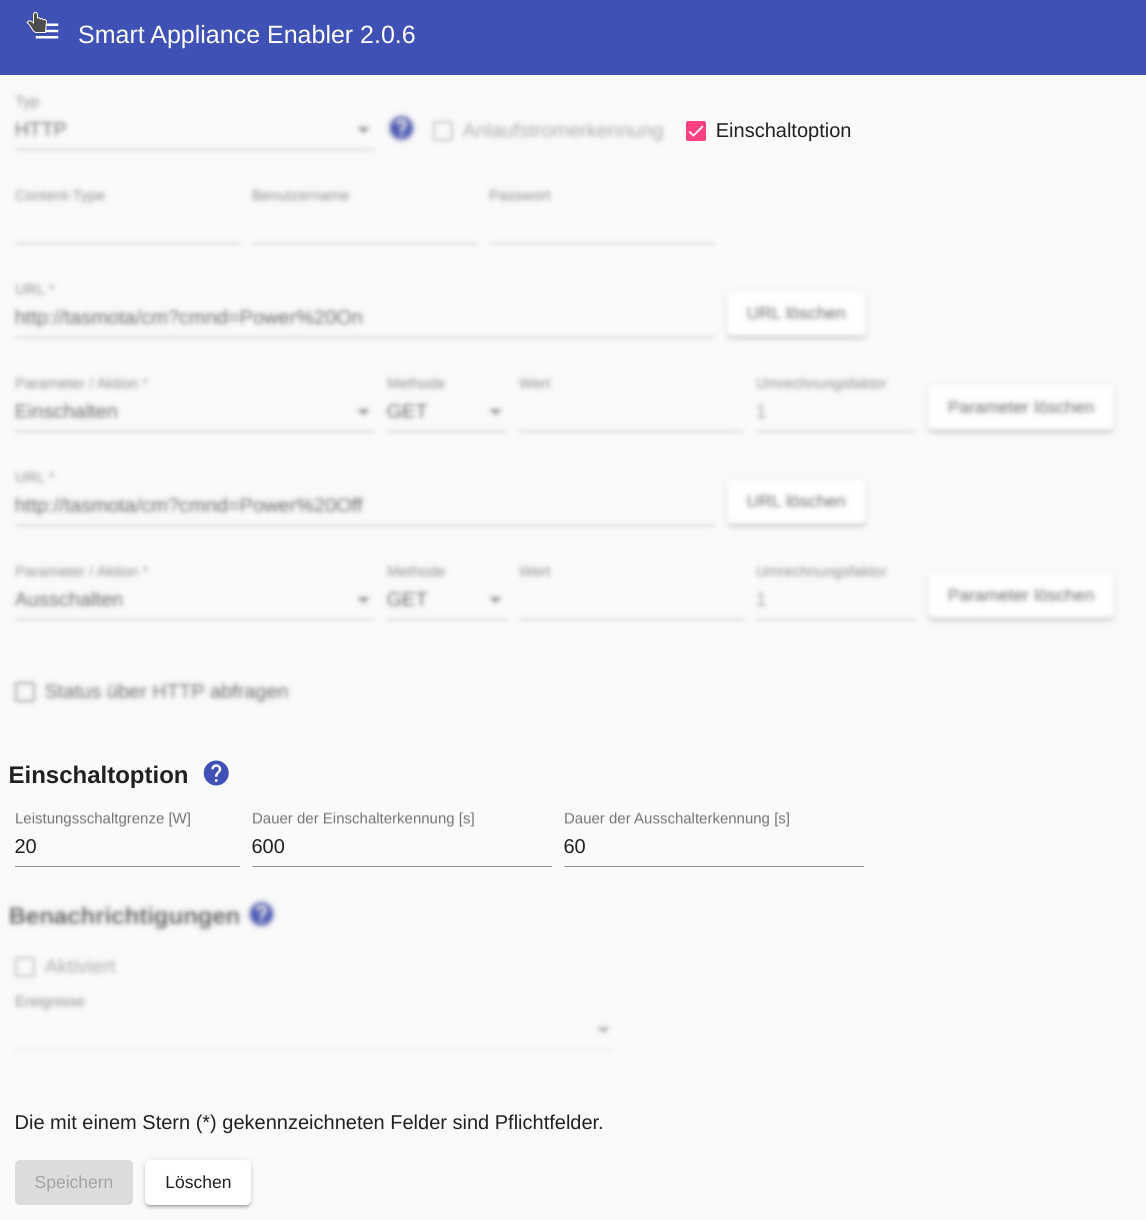 Smart Appliance Enabler 2.0.6
Typ
HTTP
Anlaufstromerkennung
Einschaltoption
Content-Type Benutzername Passwort
URL *
http://tasmota/cm?cmnd=Power%20On
URL löschen
Parameter / Aktion * Methode Wert Umrechnungsfaktor
Einschalten GET 1
Parameter löschen
URL *
http://tasmota/cm?cmnd=Power%20Off
URL löschen
Parameter / Aktion * Methode Wert Umrechnungsfaktor
Ausschalten GET 1
Parameter löschen
Status über HTTP abfragen
Einschaltoption
Leistungsschaltgrenze [W] Dauer der Einschalterkennung [s] Dauer der Ausschalterkennung [s]
20 600 60
Benachrichtigungen
Aktiviert
Ereignisse
Die mit einem Stern (*) gekennzeichneten Felder sind Pflichtfelder.
Speichern Löschen